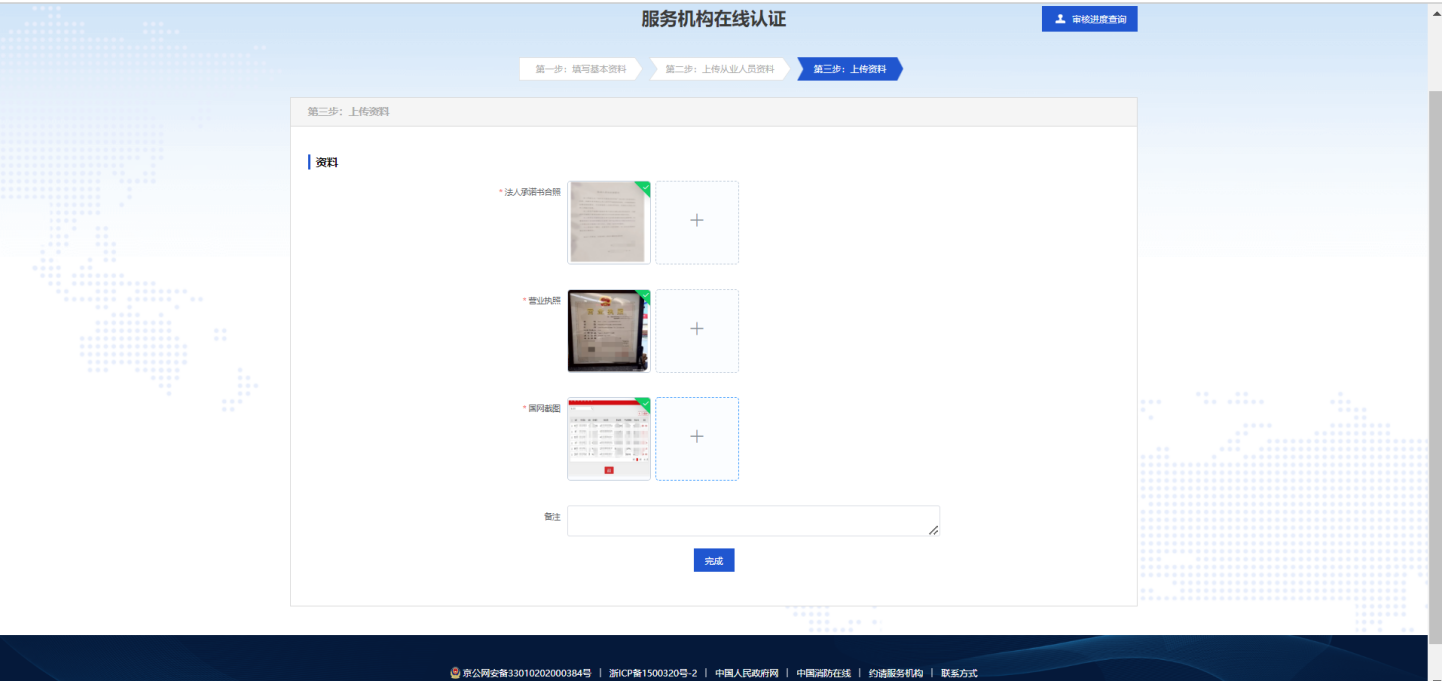 服务机构在线认证
审核进度查询
第一步：填写基本资料
第二步：上传从业人员资料
第三步：上传资料
第三步：上传资料
资料
* 法人承诺书合照
* 营业执照
营业执照
* 国网截图
备注
完成
京公网安备33010202000384号 | 浙ICP备1500320号-2 | 中国人民政府网 | 中国消防在线 | 约请服务机构 | 联系方式